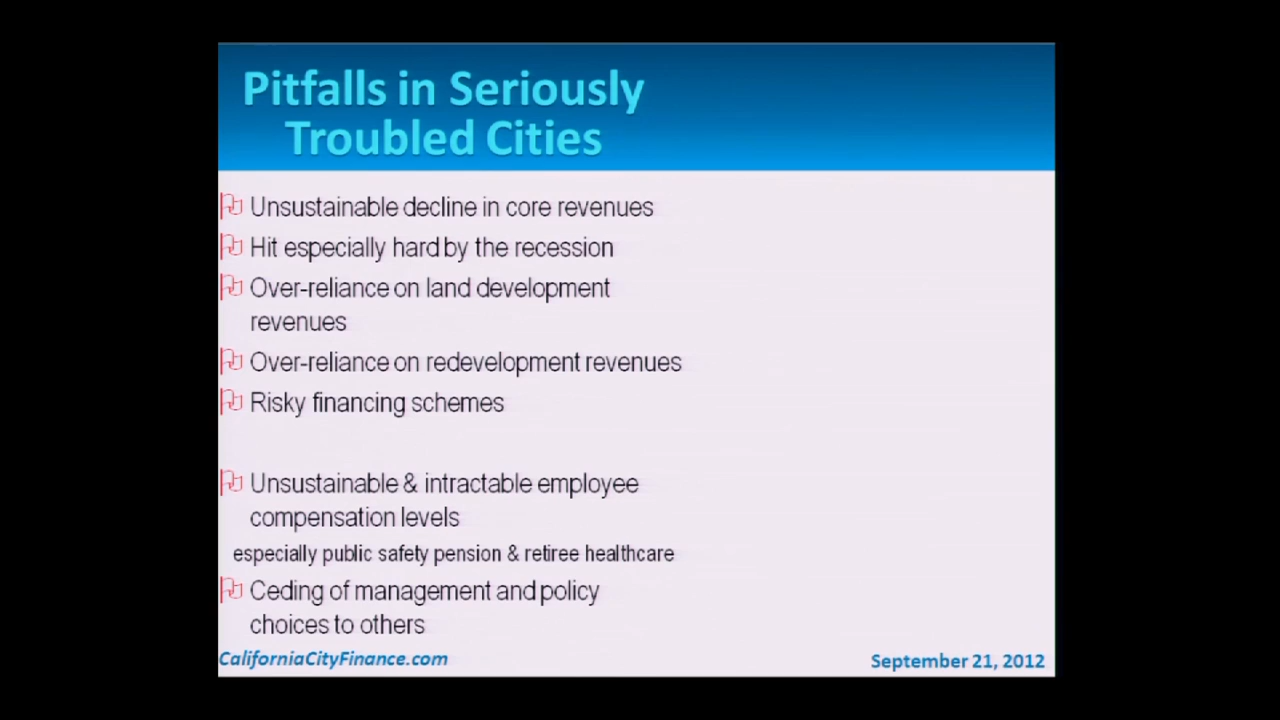 Pitfalls in Seriously
Troubled Cities
Unsustainable decline in core revenues
Hit especially hard by the recession
Over-reliance on land development
revenues
Over-reliance on redevelopment revenues
Risky financing schemes
Unsustainable & intractable employee
compensation levels
especially public safety pension & retiree healthcare
Ceding of management and policy
choices to others
CaliforniaCityFinance.com
September 21, 2012